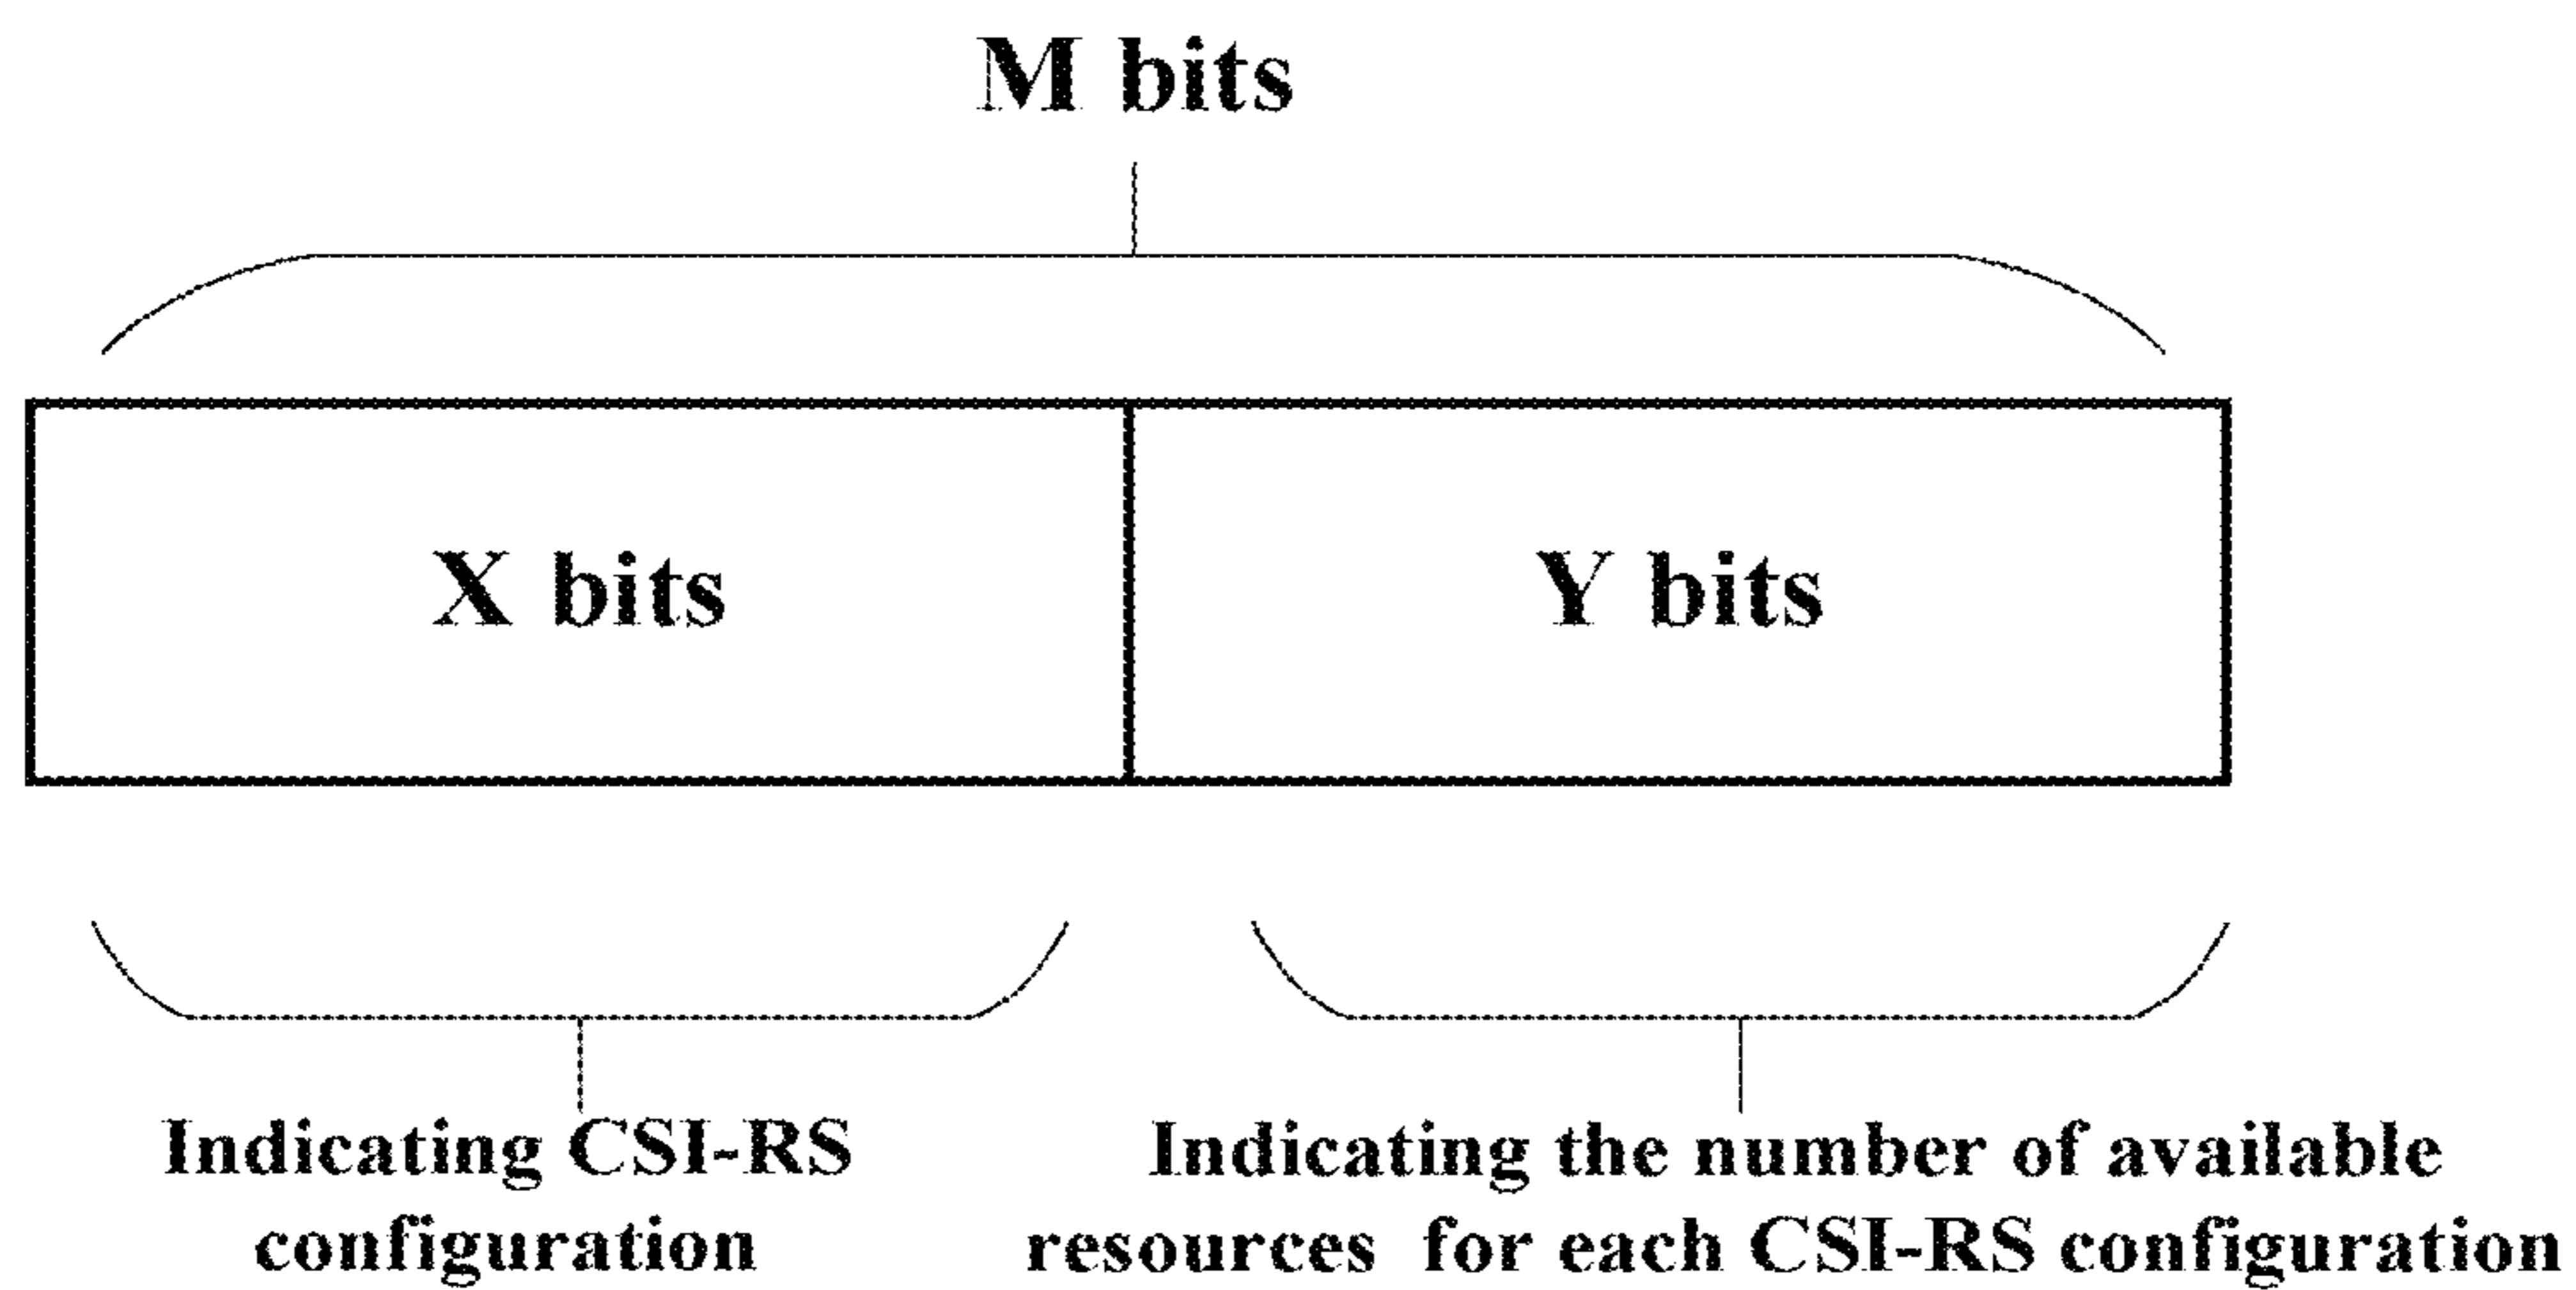 M bits
X bits
Y bits
Indicating CSI-RS
configuration
Indicating the number of available
resources for each CSI-RS configuration